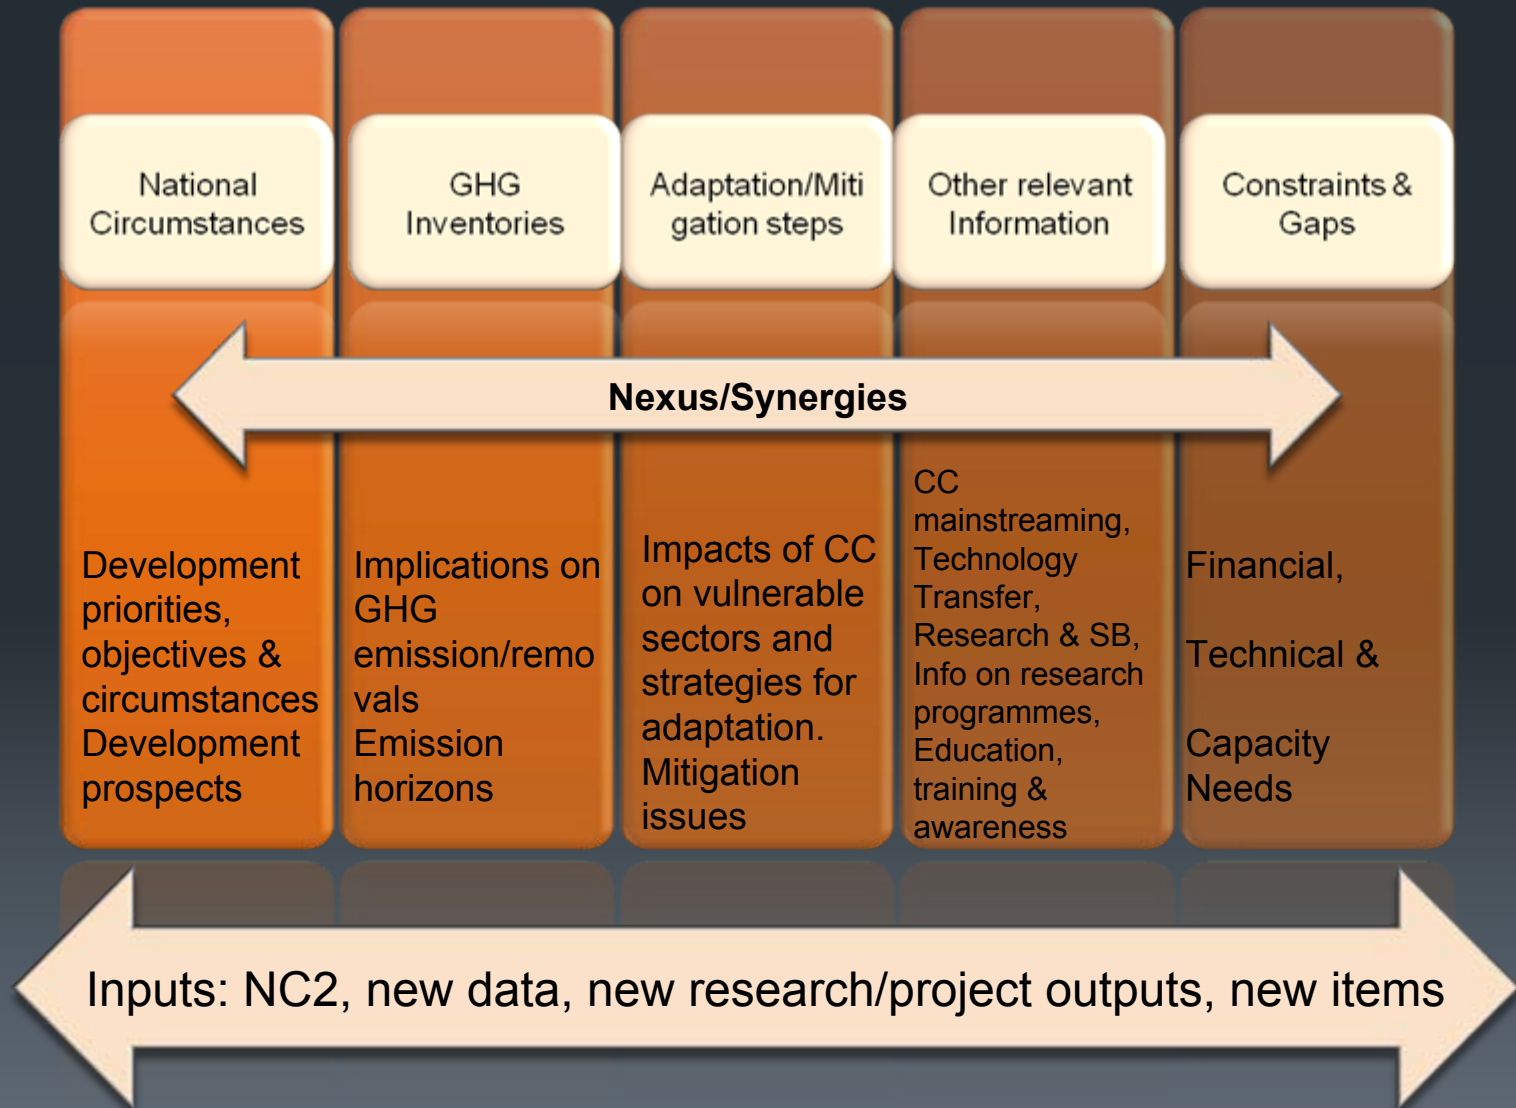 National
Circumstances
GHG
Inventories
Adaptation/Miti
gation steps
Other relevant
Information
Constraints &
Gaps
Nexus/Synergies
Development
priorities,
objectives &
circumstances
Development
prospects
Implications on
GHG
emission/remo
vals
Emission
horizons
Impacts of CC
on vulnerable
sectors and
strategies for
adaptation.
Mitigation
issues
CC
mainstreaming,
Technology
Transfer,
Research & SB,
Info on research
programmes,
Education,
training &
awareness
Financial,
Technical &
Capacity
Needs
Inputs: NC2, new data, new research/project outputs, new items